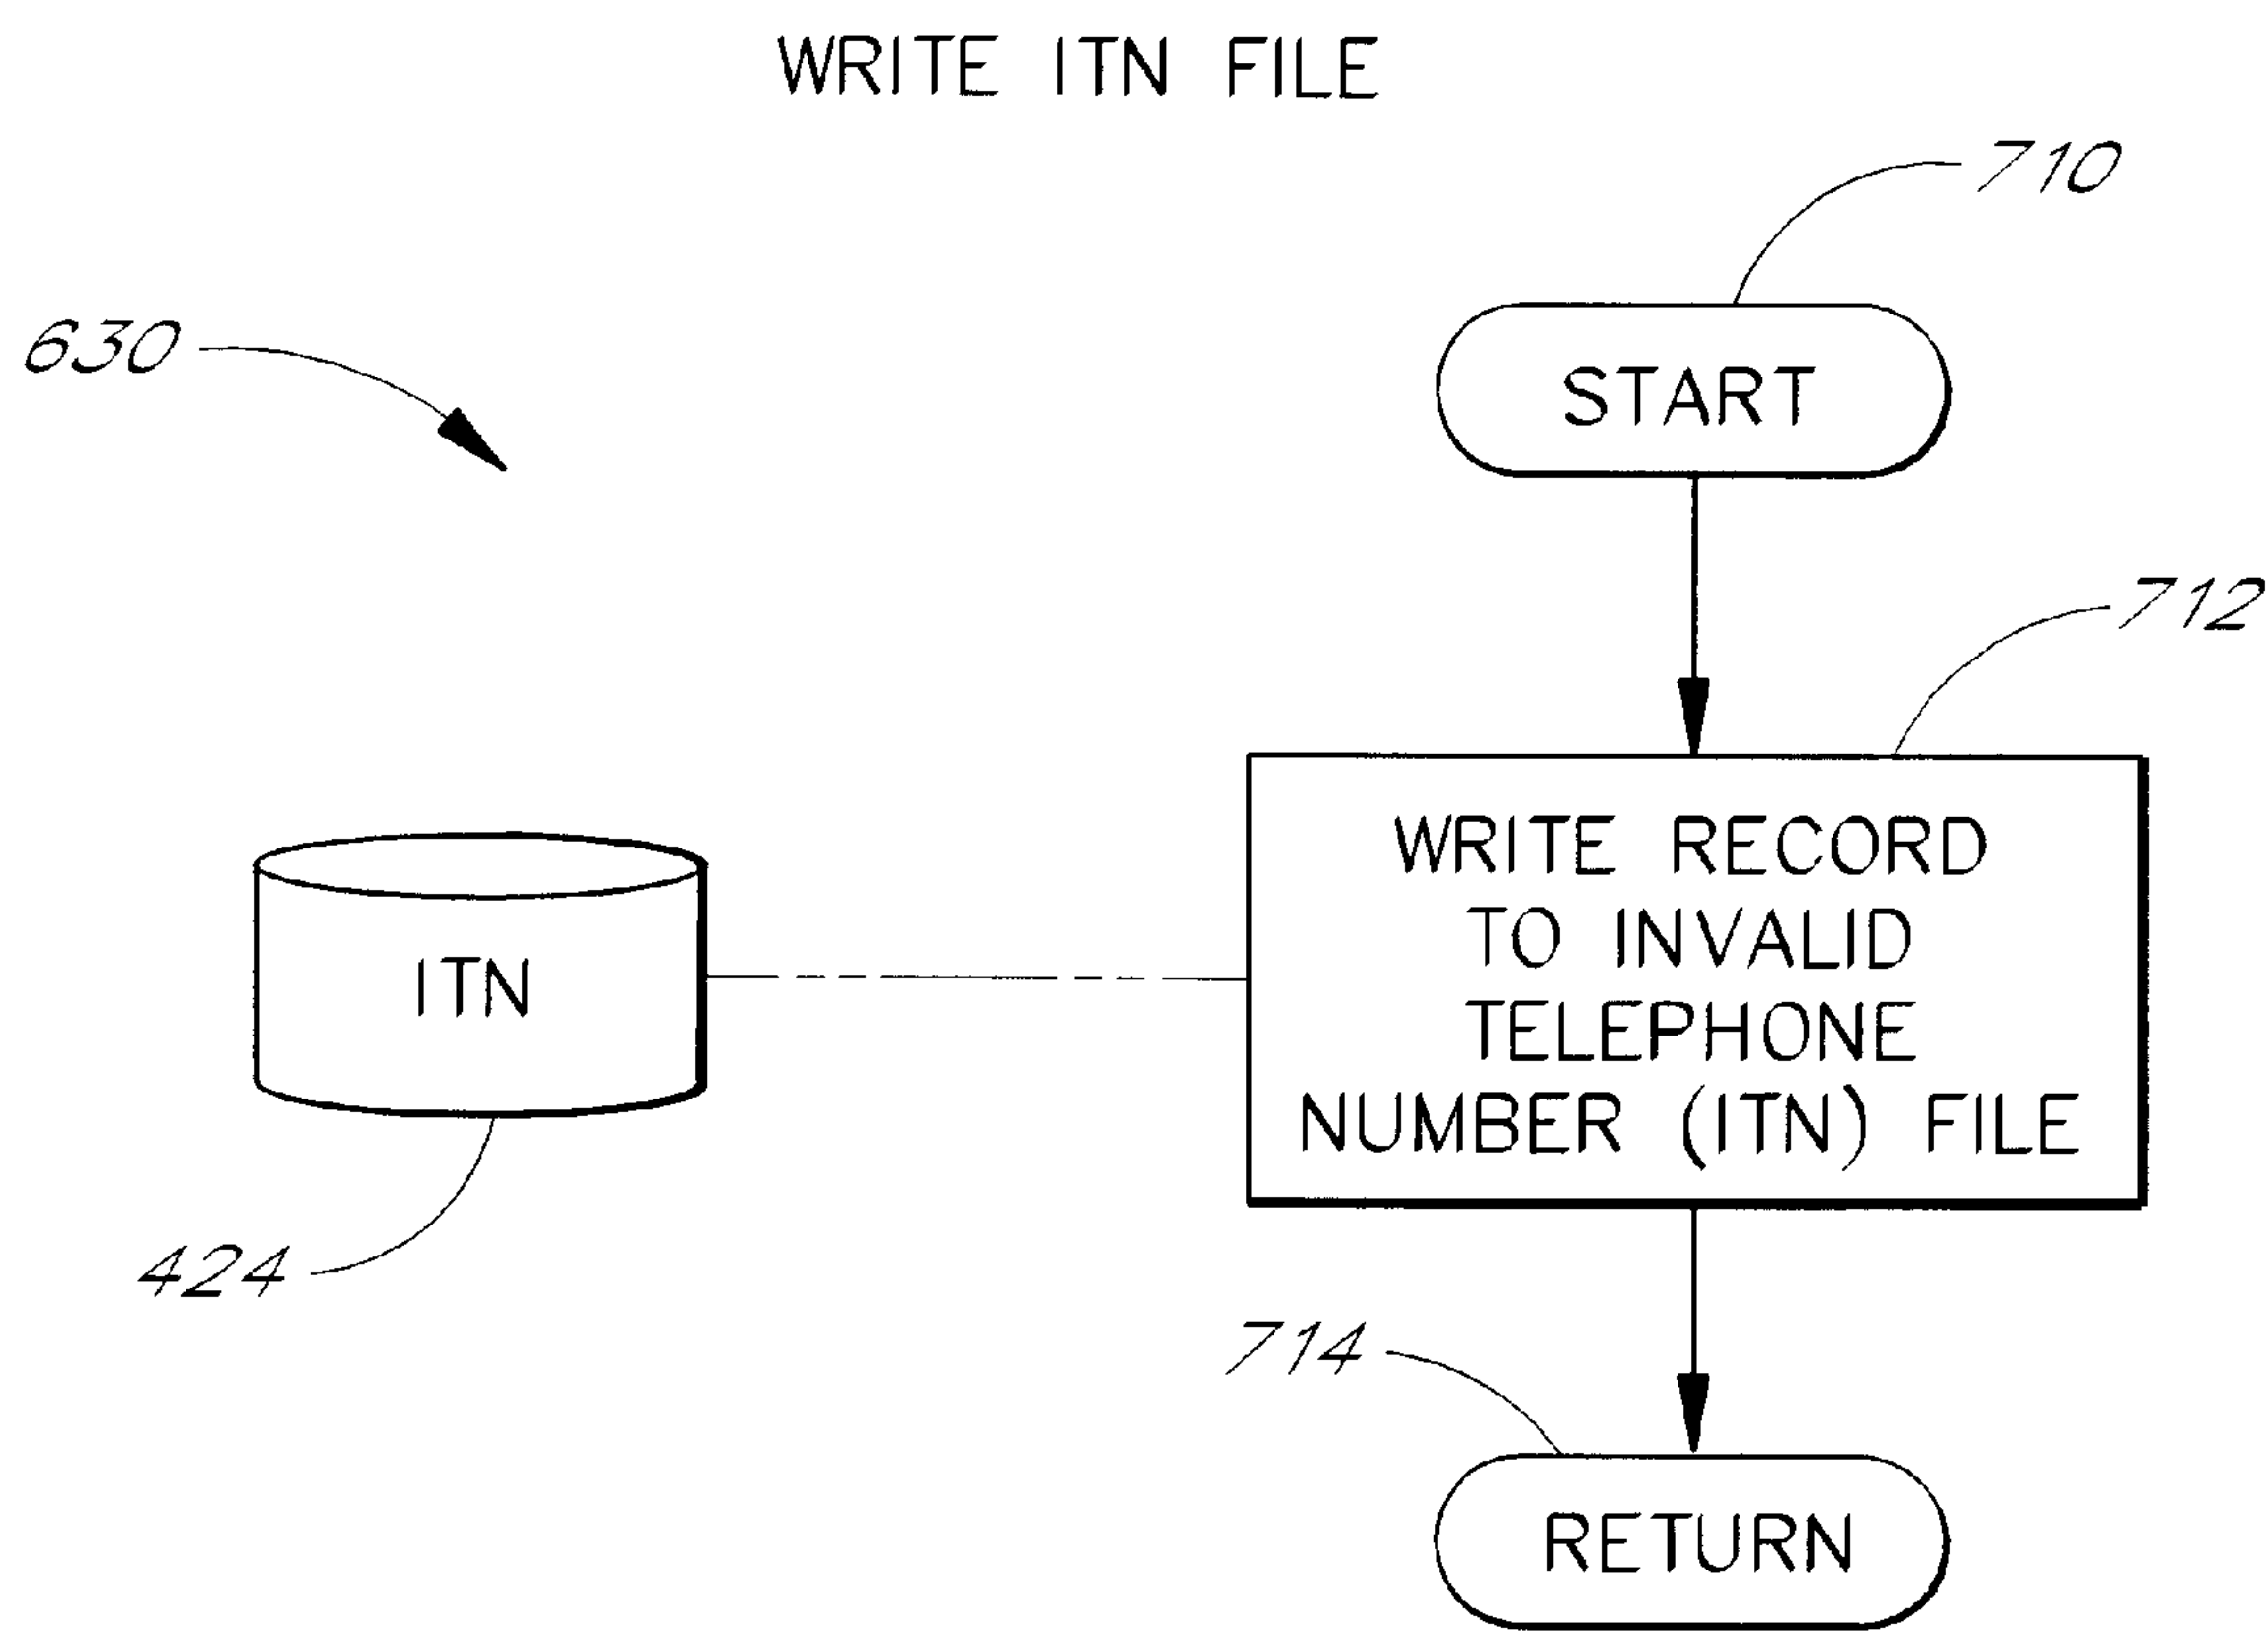 WRITE ITN FILE
710
630
START
712
WRITE RECORD
TO INVALID
TELEPHONE
NUMBER (ITN) FILE
ITN
424
714
RETURN